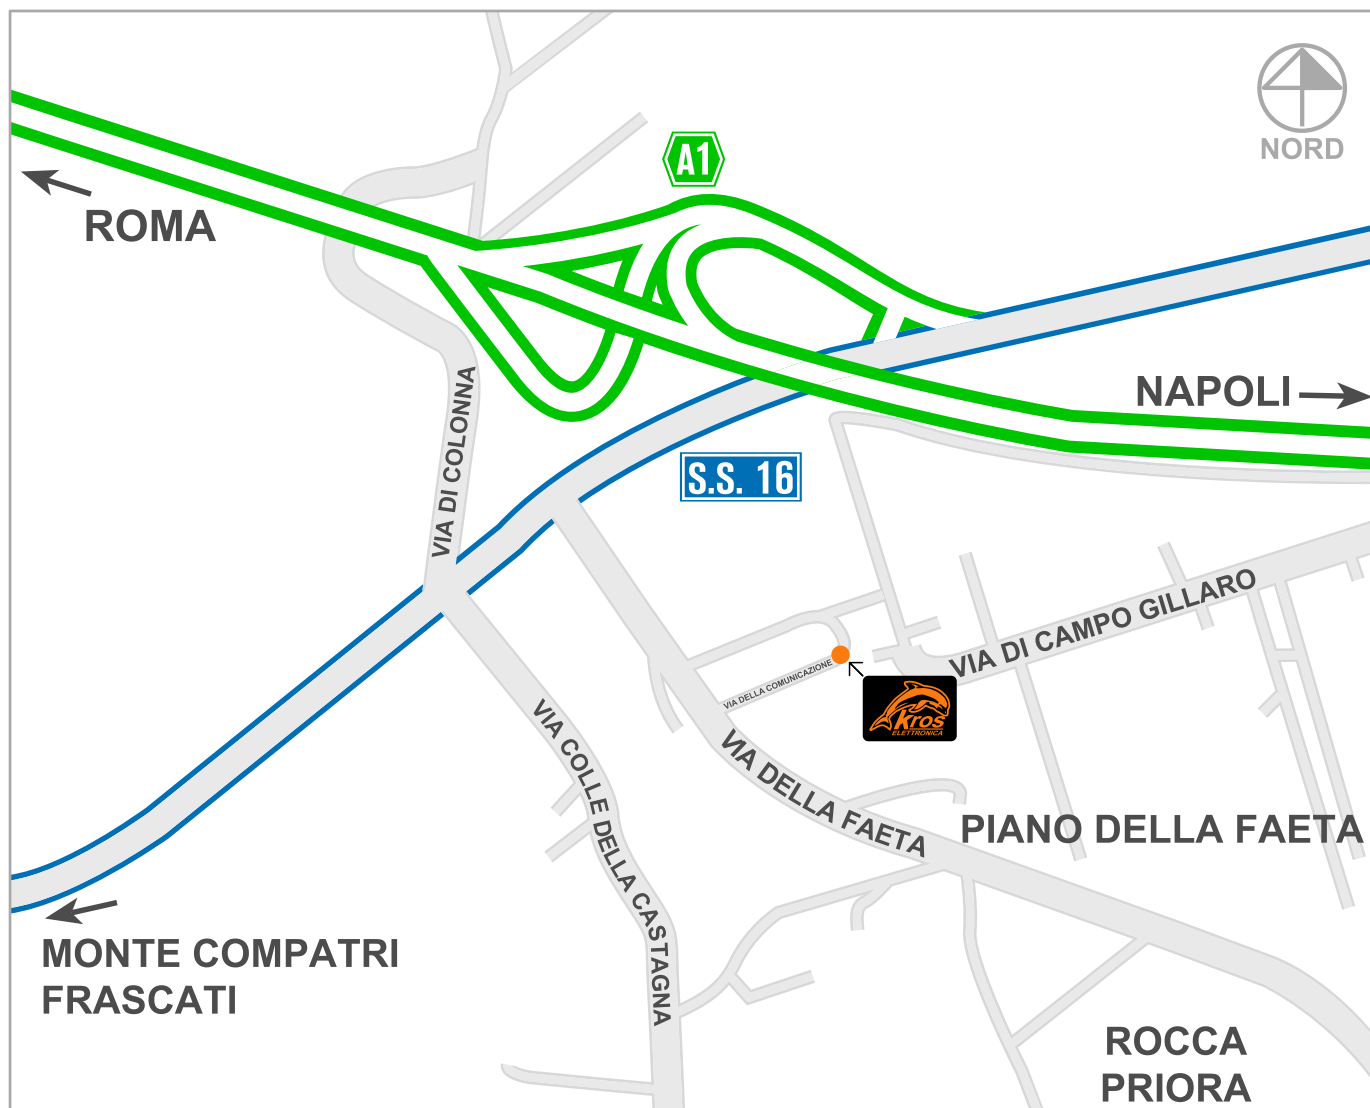 NORD
A1
ROMA
NAPOLI
VIA DI COLONNA
S.S. 16
VIA DI CAMPO GILLARO
VIA DELLA COMUNICAZIONE
Kros
ELETTRONICA
VIA COLLE DELLA CASTAGNA
VIA DELLA FAETA
PIANO DELLA FAETA
MONTE COMPATRI
FRASCATI
ROCCA
PRIORA